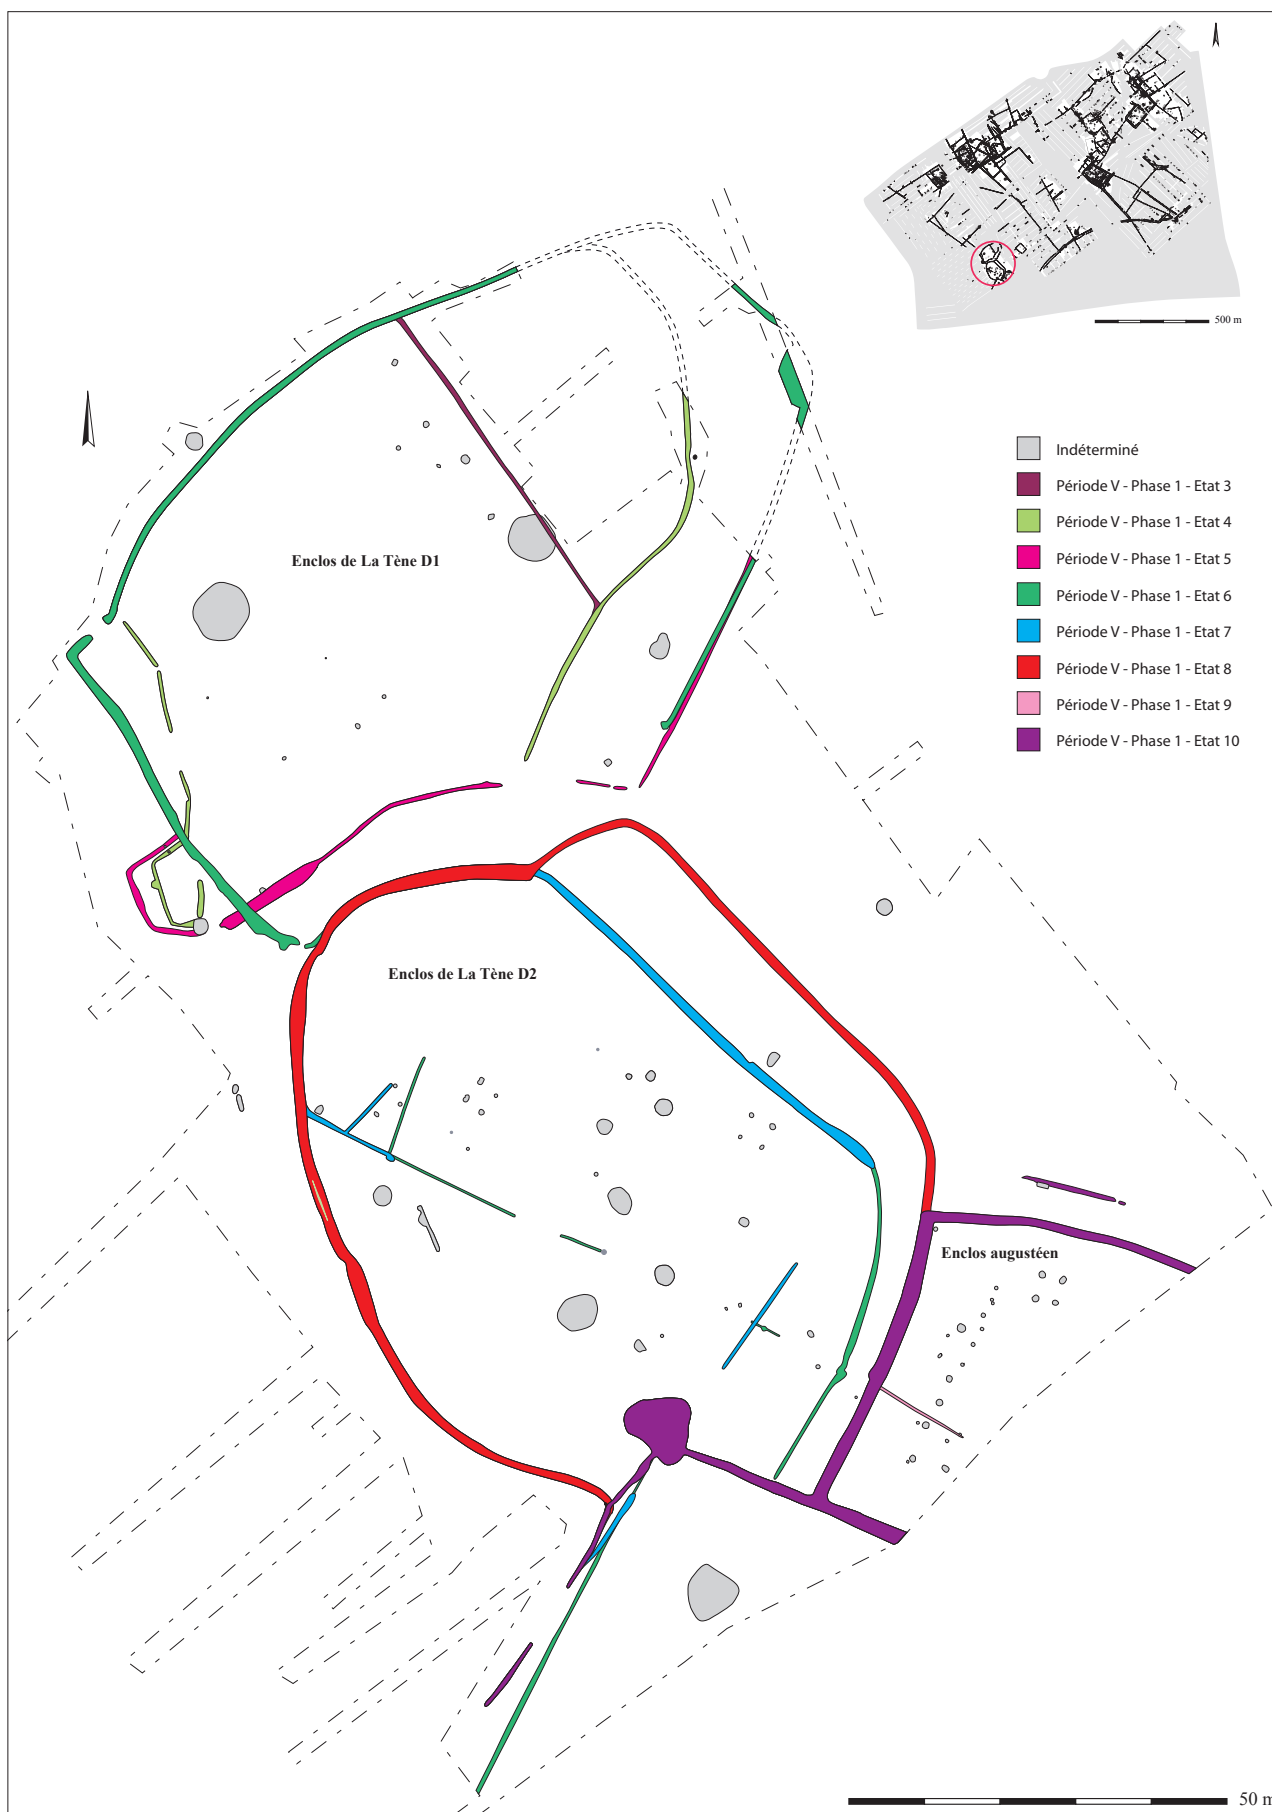 500 m
Indéterminé
Période V - Phase 1 - Etat 3
Période V - Phase 1 - Etat 4
Période V - Phase 1 - Etat 5
Période V - Phase 1 - Etat 6
Période V - Phase 1 - Etat 7
Période V - Phase 1 - Etat 8
Période V - Phase 1 - Etat 9
Période V - Phase 1 - Etat 10
Enclos de La Tène D1
Enclos de La Tène D2
Enclos augustéen
50 m